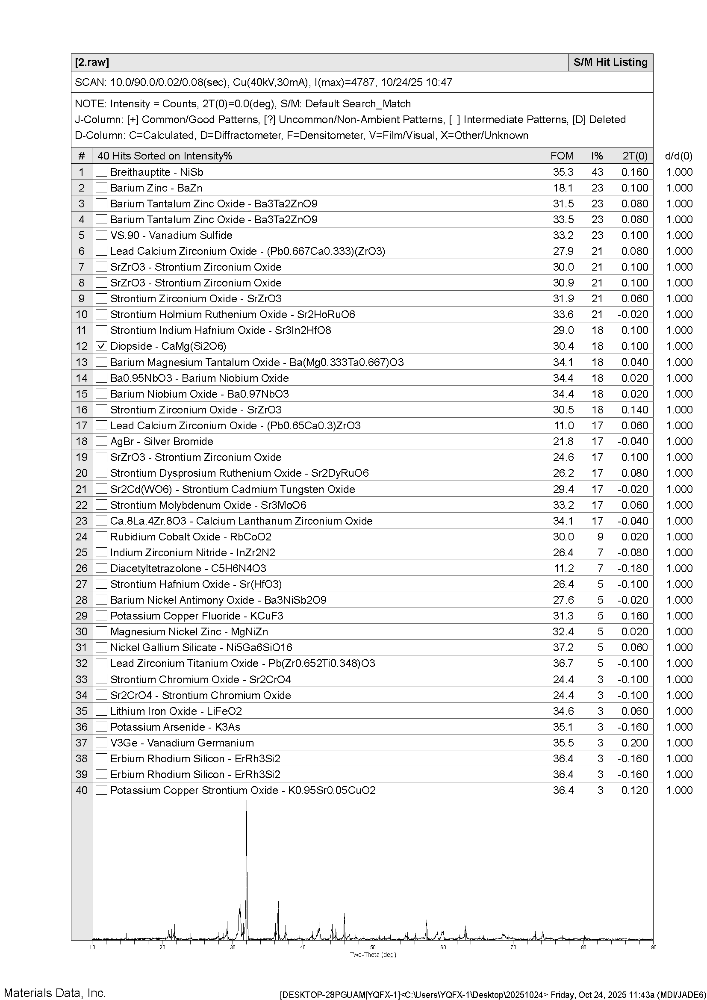 [2.raw] S/M Hit Listing
SCAN: 10.0/90.0/0.02/0.08(sec), Cu(40kV,30mA), I(max)=4787, 10/24/25 10:47
NOTE: Intensity = Counts, 2T(0)=0.0(deg), S/M: Default Search_Match
J-Column: [+] Common/Good Patterns, [?] Uncommon/Non-Ambient Patterns, [ ] Intermediate Patterns, [D] Deleted
D-Column: C=Calculated, D=Diffractometer, F=Densitometer, V=Film/Visual, X=Other/Unknown
# 40 Hits Sorted on Intensity% FOM I% 2T(0) d/d(0)
1 Breithauptite - NiSb 35.3 43 0.160 1.000
2 Barium Zinc - BaZn 18.1 23 0.100 1.000
3 Barium Tantalum Zinc Oxide - Ba3Ta2ZnO9 31.5 23 0.080 1.000
4 Barium Tantalum Zinc Oxide - Ba3Ta2ZnO9 33.5 23 0.080 1.000
5 VS.90 - Vanadium Sulfide 33.2 23 0.100 1.000
6 Lead Calcium Zirconium Oxide - (Pb0.667Ca0.333)(ZrO3) 27.9 21 0.080 1.000
7 SrZrO3 - Strontium Zirconium Oxide 30.0 21 0.100 1.000
8 SrZrO3 - Strontium Zirconium Oxide 30.9 21 0.100 1.000
9 Strontium Zirconium Oxide - SrZrO3 31.9 21 0.060 1.000
10 Strontium Holmium Ruthenium Oxide - Sr2HoRuO6 33.6 21 -0.020 1.000
11 Strontium Indium Hafnium Oxide - Sr3In2HfO8 29.0 18 0.100 1.000
12 Diopside - CaMg(Si2O6) 30.4 18 0.100 1.000
13 Barium Magnesium Tantalum Oxide - Ba(Mg0.333Ta0.667)O3 34.1 18 0.040 1.000
14 Ba0.95NbO3 - Barium Niobium Oxide 34.4 18 0.020 1.000
15 Barium Niobium Oxide - Ba0.97NbO3 34.4 18 0.020 1.000
16 Strontium Zirconium Oxide - SrZrO3 30.5 18 0.140 1.000
17 Lead Calcium Zirconium Oxide - (Pb0.65Ca0.3)ZrO3 11.0 17 0.060 1.000
18 AgBr - Silver Bromide 21.8 17 -0.040 1.000
19 SrZrO3 - Strontium Zirconium Oxide 24.6 17 0.100 1.000
20 Strontium Dysprosium Ruthenium Oxide - Sr2DyRuO6 26.2 17 0.080 1.000
21 Sr2Cd(WO6) - Strontium Cadmium Tungsten Oxide 29.4 17 -0.020 1.000
22 Strontium Molybdenum Oxide - Sr3MoO6 33.2 17 0.060 1.000
23 Ca.8La.4Zr.8O3 - Calcium Lanthanum Zirconium Oxide 34.1 17 -0.040 1.000
24 Rubidium Cobalt Oxide - RbCoO2 30.0 9 0.020 1.000
25 Indium Zirconium Nitride - InZr2N2 26.4 7 -0.080 1.000
26 Diacetyltetrazolone - C5H6N4O3 11.2 7 -0.180 1.000
27 Strontium Hafnium Oxide - Sr(HfO3) 26.4 5 -0.100 1.000
28 Barium Nickel Antimony Oxide - Ba3NiSb2O9 27.6 5 -0.020 1.000
29 Potassium Copper Fluoride - KCuF3 31.3 5 0.160 1.000
30 Magnesium Nickel Zinc - MgNiZn 32.4 5 0.020 1.000
31 Nickel Gallium Silicate - Ni5Ga6SiO16 37.2 5 0.060 1.000
32 Lead Zirconium Titanium Oxide - Pb(Zr0.652Ti0.348)O3 36.7 5 -0.100 1.000
33 Strontium Chromium Oxide - Sr2CrO4 24.4 3 -0.100 1.000
34 Sr2CrO4 - Strontium Chromium Oxide 24.4 3 -0.100 1.000
35 Lithium Iron Oxide - LiFeO2 34.6 3 0.060 1.000
36 Potassium Arsenide - K3As 35.1 3 -0.160 1.000
37 V3Ge - Vanadium Germanium 35.5 3 0.200 1.000
38 Erbium Rhodium Silicon - ErRh3Si2 36.4 3 -0.160 1.000
39 Erbium Rhodium Silicon - ErRh3Si2 36.4 3 -0.160 1.000
40 Potassium Copper Strontium Oxide - K0.95Sr0.05CuO2 36.4 3 0.120 1.000
10 20 30 40 50 60 70 80 90
Two-Theta (deg)
Materials Data, Inc. [DESKTOP-28PGUAM|YQFX-1]<C:\Users\YQFX-1\Desktop\20251024> Friday, Oct 24, 2025 11:43a (MDI/JADE6)